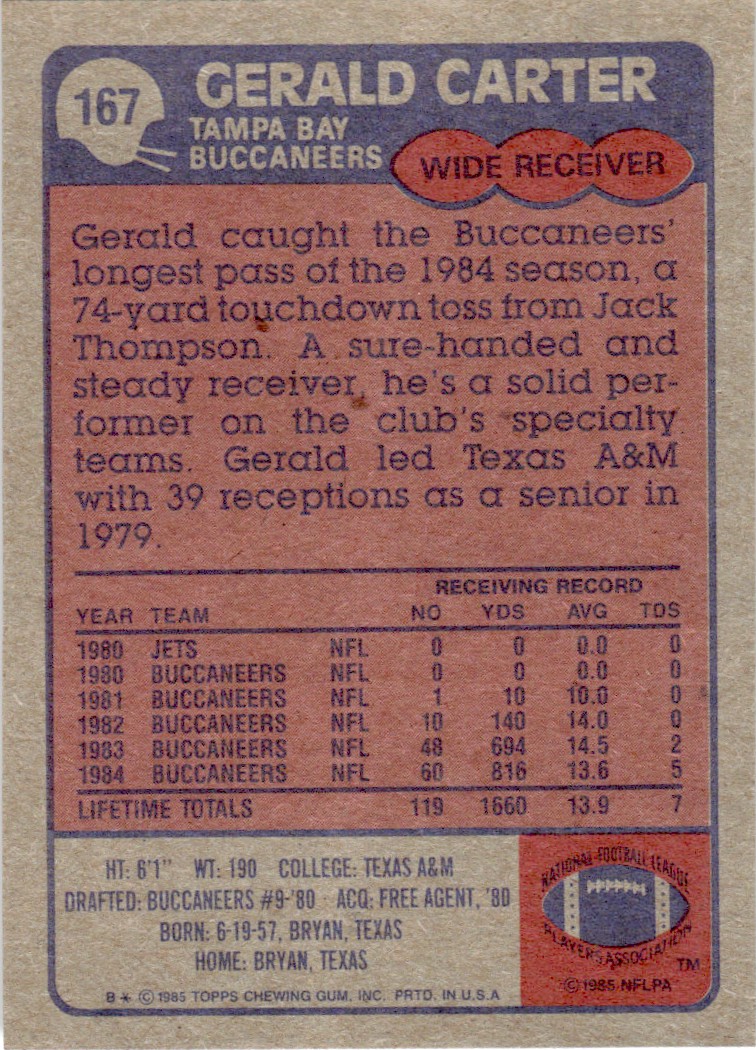 167
GERALD CARTER
TAMPA BAY
BUCCANEERS
WIDE RECEIVER
Gerald caught the Buccaneers'
longest pass of the 1984 season, a
74-yard touchdown toss from Jack
Thompson. A sure-handed and
steady receiver, he's a solid per-
former on the club's specialty
teams. Gerald led Texas A&M
with 39 receptions as a senior in
1979.
RECEIVING RECORD
YEAR TEAM NO YDS AVG TDS
1980 JETS NFL 0 0 0.0 0
1980 BUCCANEERS NFL 0 0 0.0 0
1981 BUCCANEERS NFL 1 10 10.0 0
1982 BUCCANEERS NFL 10 140 14.0 0
1983 BUCCANEERS NFL 48 694 14.5 2
1984 BUCCANEERS NFL 60 816 13.6 5
LIFETIME TOTALS 119 1660 13.9 7
HT: 6'1" WT: 190 COLLEGE: TEXAS A&M
DRAFTED: BUCCANEERS #9-'80 · ACQ: FREE AGENT, '80
BORN: 6-19-57, BRYAN, TEXAS
HOME: BRYAN, TEXAS
B * © 1985 TOPPS CHEWING GUM, INC. PRTD. IN U.S.A
NATIONAL FOOTBALL LEAGUE
PLAYERS ASSOCIATION
TM
© 1985 NFLPA